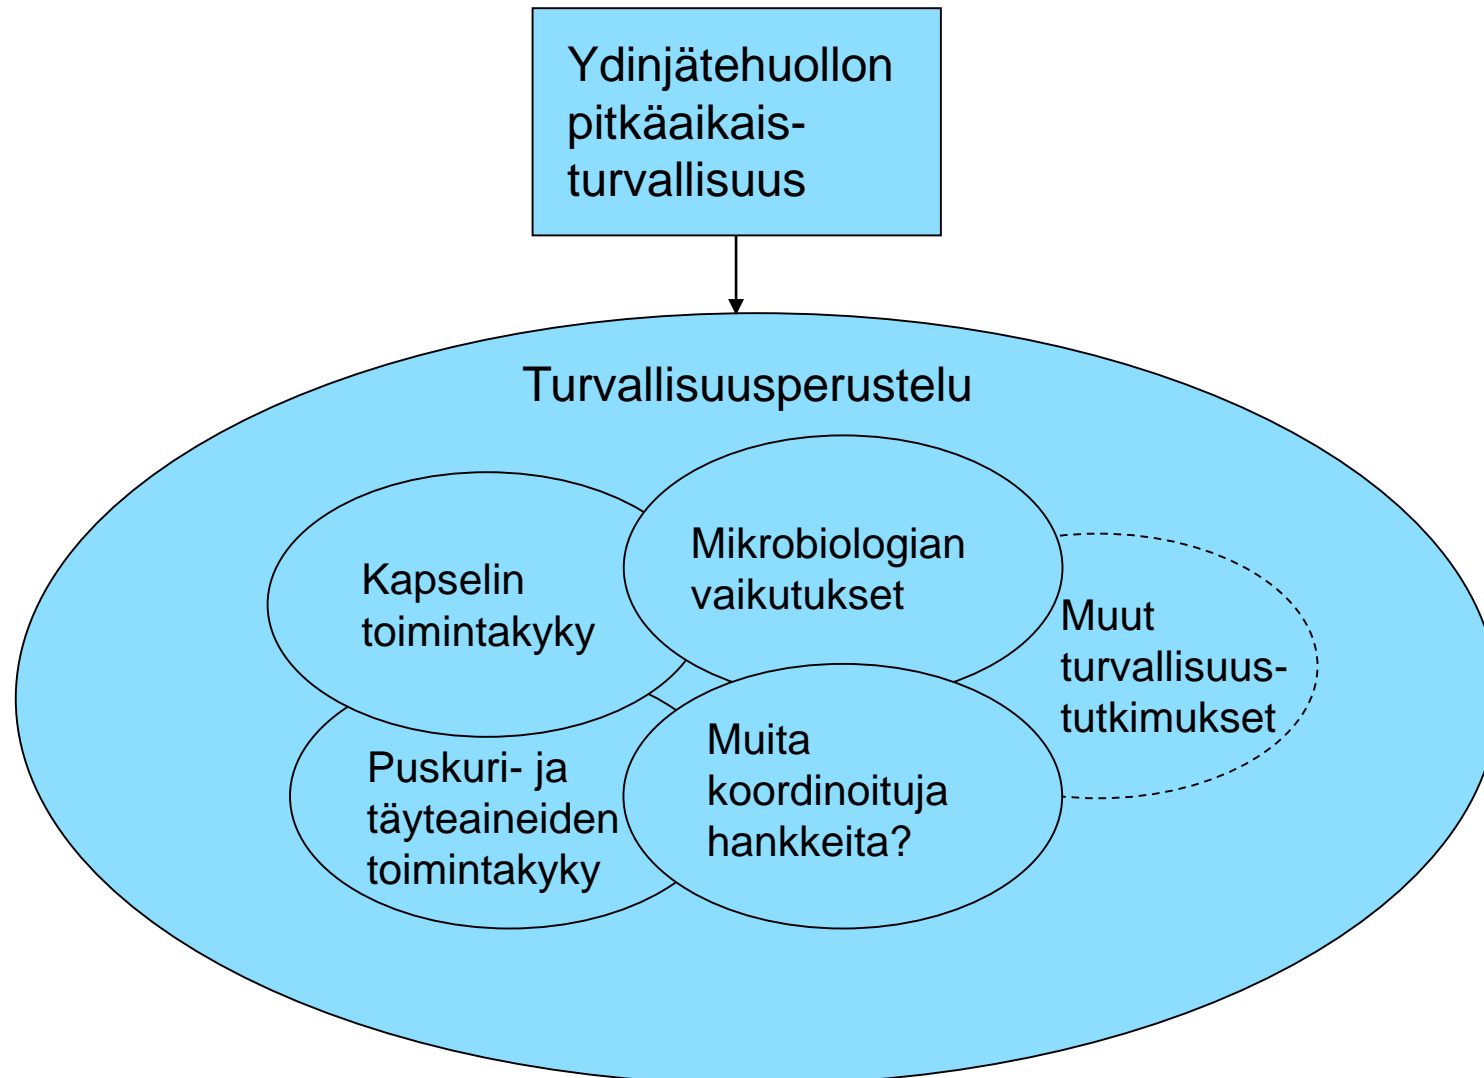 Ydinjätehuollon
pitkäaikais-
turvallisuus
Turvallisuusperustelu
Kapselin
toimintakyky
Mikrobiologian
vaikutukset
Muut
turvallisuus-
tutkimukset
Puskuri- ja
täyteaineiden
toimintakyky
Muita
koordinoituja
hankkeita?